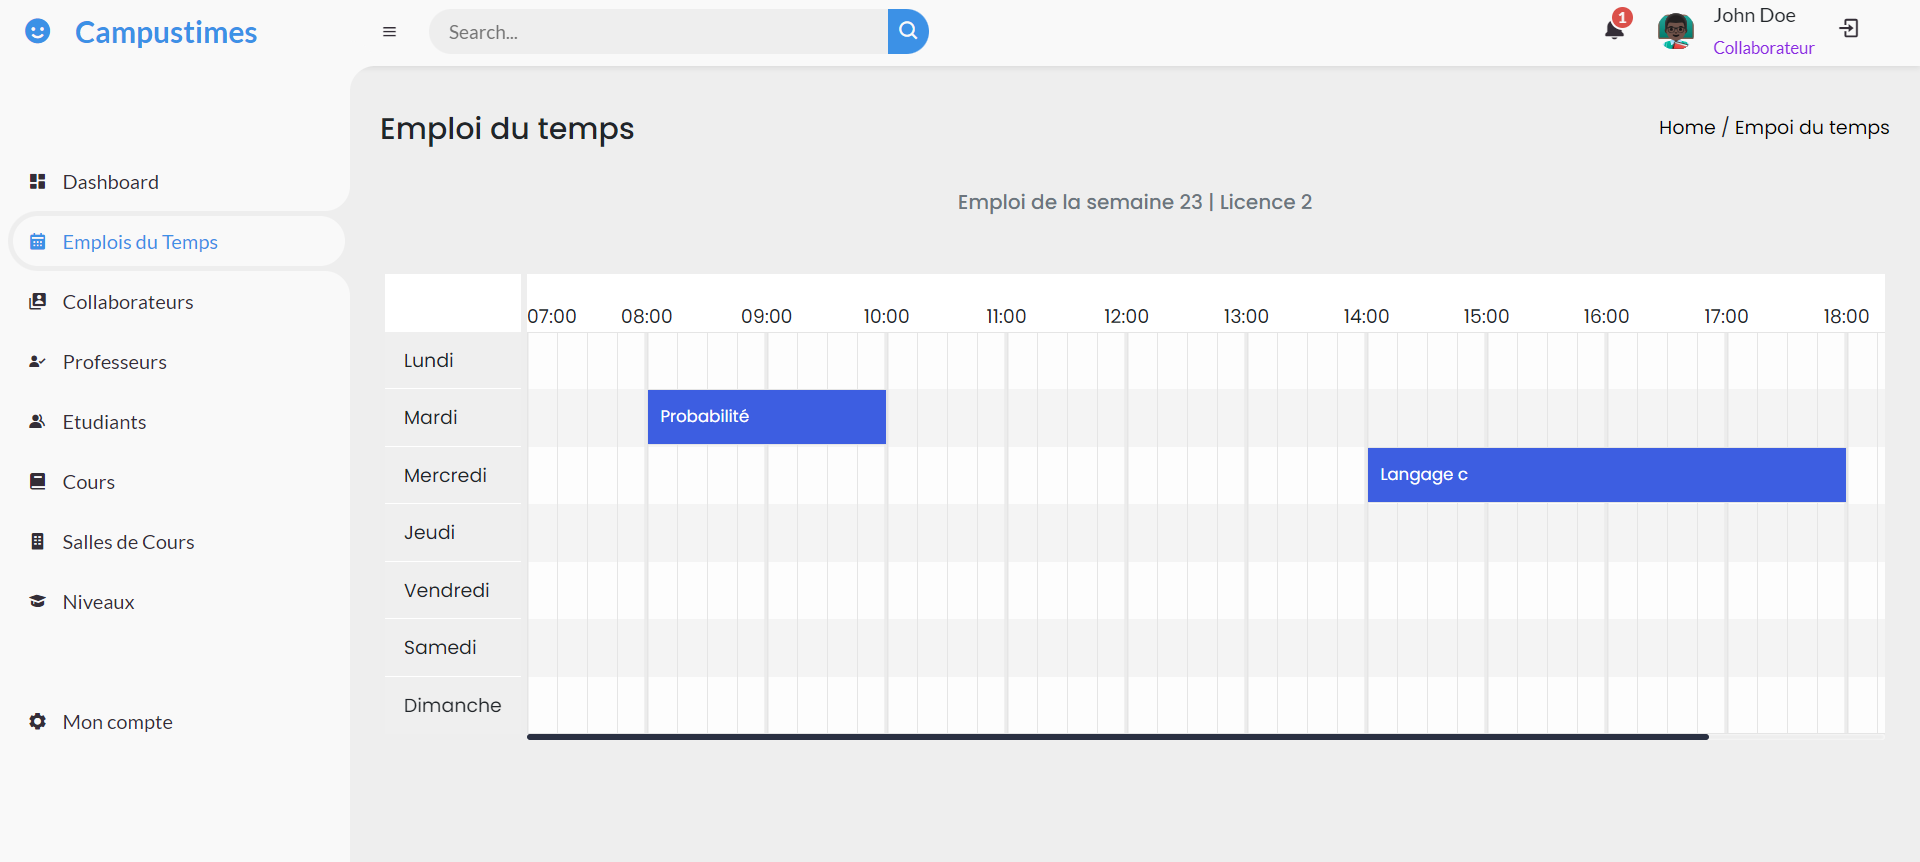 Campustimes
Search...
1
John Doe
Collaborateur
Dashboard
Emplois du Temps
Collaborateurs
Professeurs
Etudiants
Cours
Salles de Cours
Niveaux
Mon compte
Emploi du temps
Home / Empoi du temps
Emploi de la semaine 23 | Licence 2
07:00 08:00 09:00 10:00 11:00 12:00 13:00 14:00 15:00 16:00 17:00 18:00
Lundi
Mardi
Probabilité
Mercredi
Langage c
Jeudi
Vendredi
Samedi
Dimanche